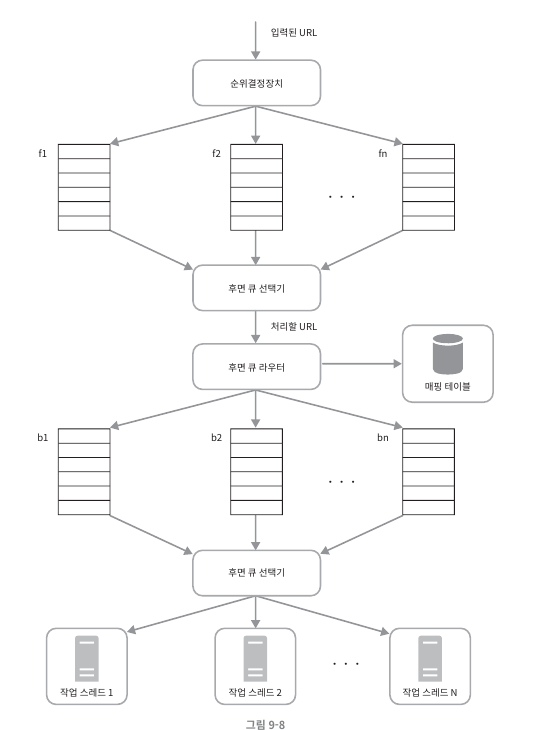 입력된 URL
순위결정장치
f1
f2
fn
. . .
후면 큐 선택기
처리할 URL
후면 큐 라우터
매핑 테이블
b1
b2
bn
. . .
후면 큐 선택기
. . .
작업 스레드 1
작업 스레드 2
작업 스레드 N
그림 9-8